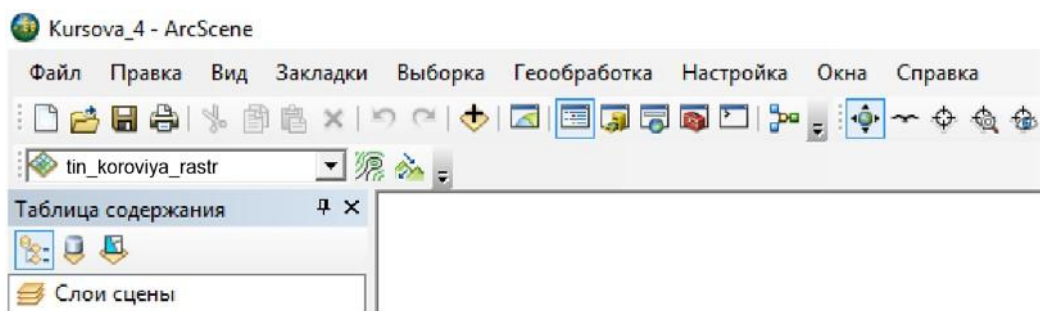 Kursova_4 - ArcScene
Файл Правка Вид Закладки Выборка Геообработка Настройка Окна Справка
tin_koroviya_rastr
Таблица содержания
Слои сцены